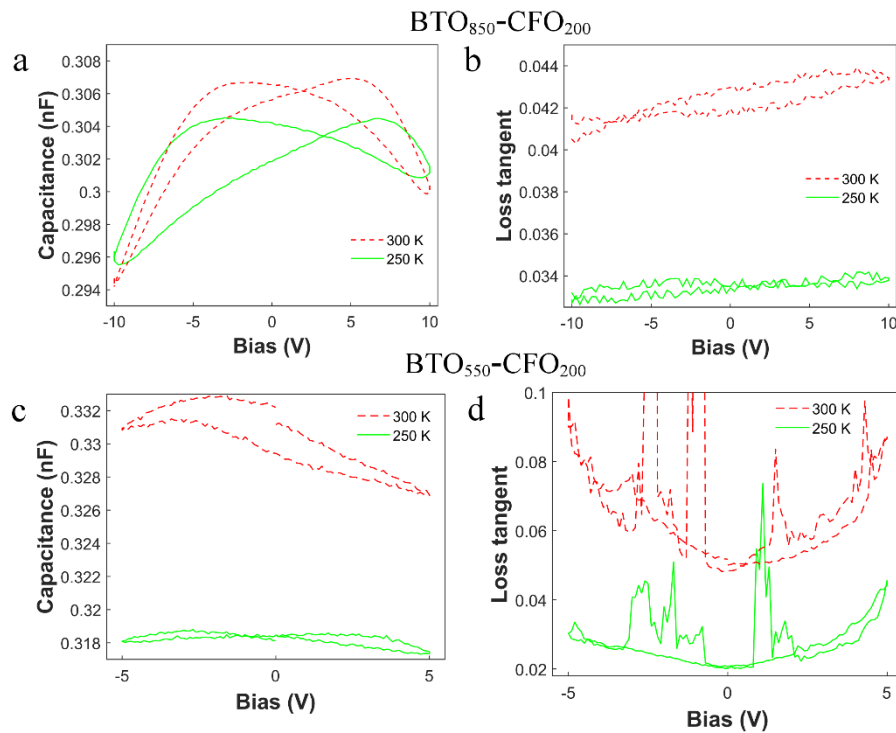 BTO₈₅₀-CFO₂₀₀
a
0.308
0.306
0.304
0.302
0.3
0.298
0.296
0.294
Capacitance (nF)
300 K
250 K
-10
-5
0
5
10
Bias (V)
b
0.044
0.042
0.04
0.038
0.036
0.034
Loss tangent
300 K
250 K
-10
-5
0
5
10
Bias (V)
BTO₅₅₀-CFO₂₀₀
c
0.332
0.33
0.328
0.326
0.324
0.322
0.32
0.318
Capacitance (nF)
300 K
250 K
-5
0
5
Bias (V)
d
0.1
0.08
0.06
0.04
0.02
Loss tangent
300 K
250 K
-5
0
5
Bias (V)